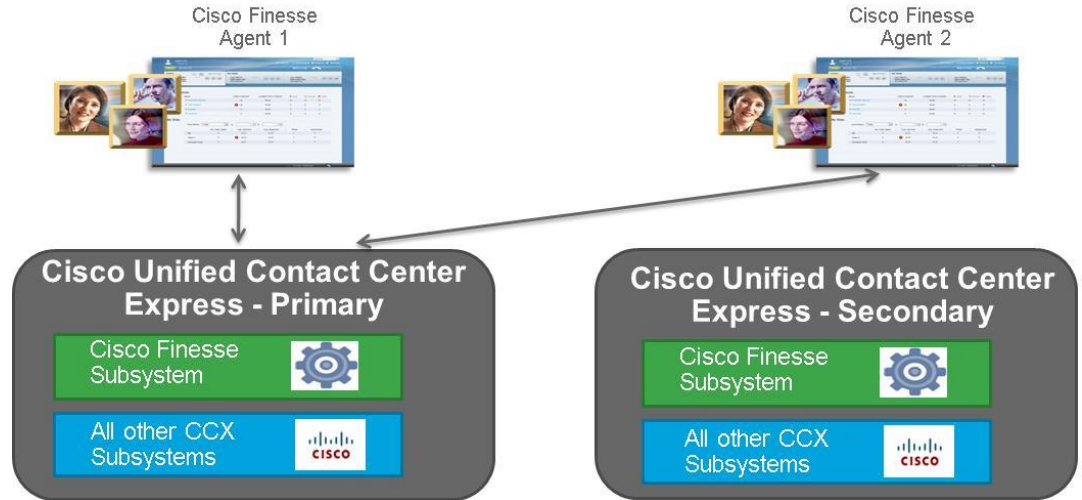 Cisco Finesse
Agent 1
Cisco Finesse
Agent 2
Cisco Unified Contact Center
Express - Primary
Cisco Finesse
Subsystem
All other CCX
Subsystems
CISCO
Cisco Unified Contact Center
Express - Secondary
Cisco Finesse
Subsystem
All other CCX
Subsystems
CISCO